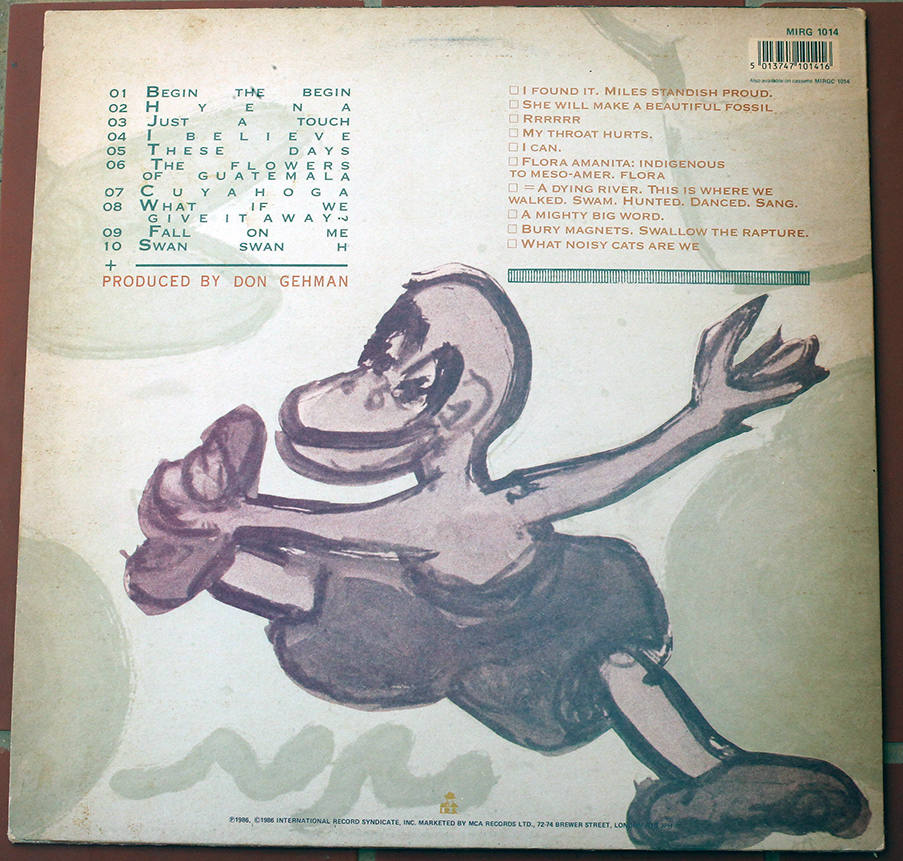 MIRG 1014
5 013747 101416
Also available on cassette MIRGC 1014
01 BEGIN THE BEGIN
02 HYENA
03 JUST A TOUCH
04 I BELIEVE
05 THESE DAYS
06 THE FLOWERS
OF GUATEMALA
07 CUYAHOGA
08 WHAT IF WE
GIVE IT AWAY?
09 FALL ON ME
10 SWAN SWAN H
+
PRODUCED BY DON GEHMAN
□ I FOUND IT. MILES STANDISH PROUD.
□ SHE WILL MAKE A BEAUTIFUL FOSSIL
□ RRRRRR
□ MY THROAT HURTS.
□ I CAN.
□ FLORA AMANITA: INDIGENOUS
TO MESO-AMER. FLORA
□ =A DYING RIVER. THIS IS WHERE WE
WALKED. SWAM. HUNTED. DANCED. SANG.
□ A MIGHTY BIG WORD.
□ BURY MAGNETS. SWALLOW THE RAPTURE.
□ WHAT NOISY CATS ARE WE
℗1986, ©1986 INTERNATIONAL RECORD SYNDICATE, INC. MARKETED BY MCA RECORDS LTD., 72-74 BREWER STREET,